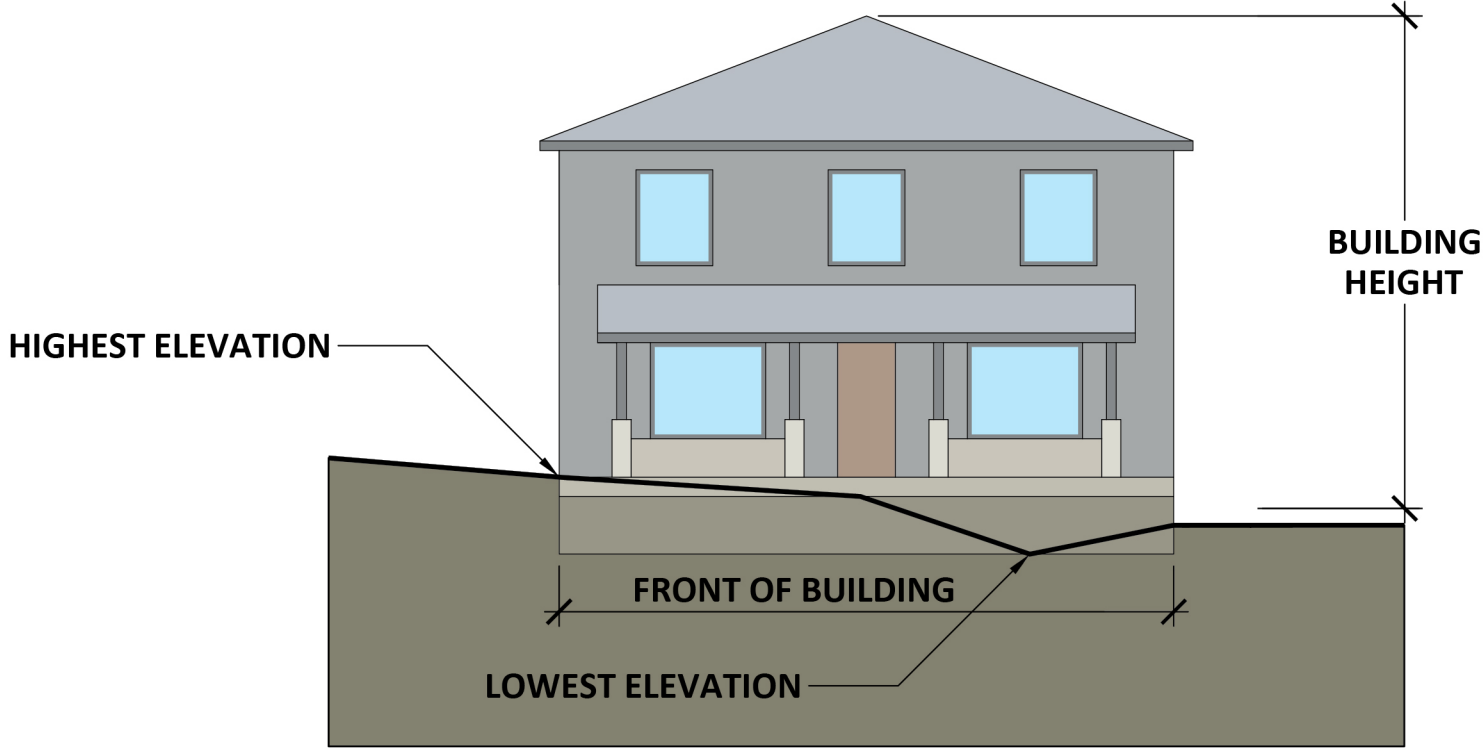 BUILDING
HEIGHT
HIGHEST ELEVATION
FRONT OF BUILDING
LOWEST ELEVATION